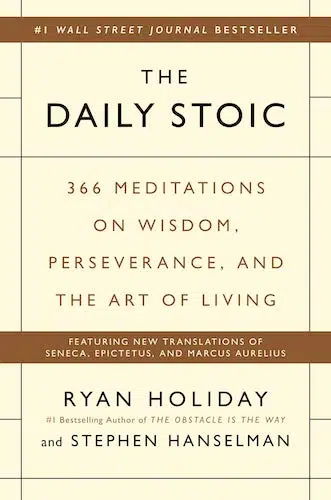 #1 WALL STREET JOURNAL BESTSELLER
THE
DAILY STOIC
366 MEDITATIONS
ON WISDOM,
PERSEVERANCE, AND
THE ART OF LIVING
FEATURING NEW TRANSLATIONS OF
SENECA, EPICTETUS, AND MARCUS AURELIUS
RYAN HOLIDAY
#1 Bestselling Author of THE OBSTACLE IS THE WAY
and STEPHEN HANSELMAN